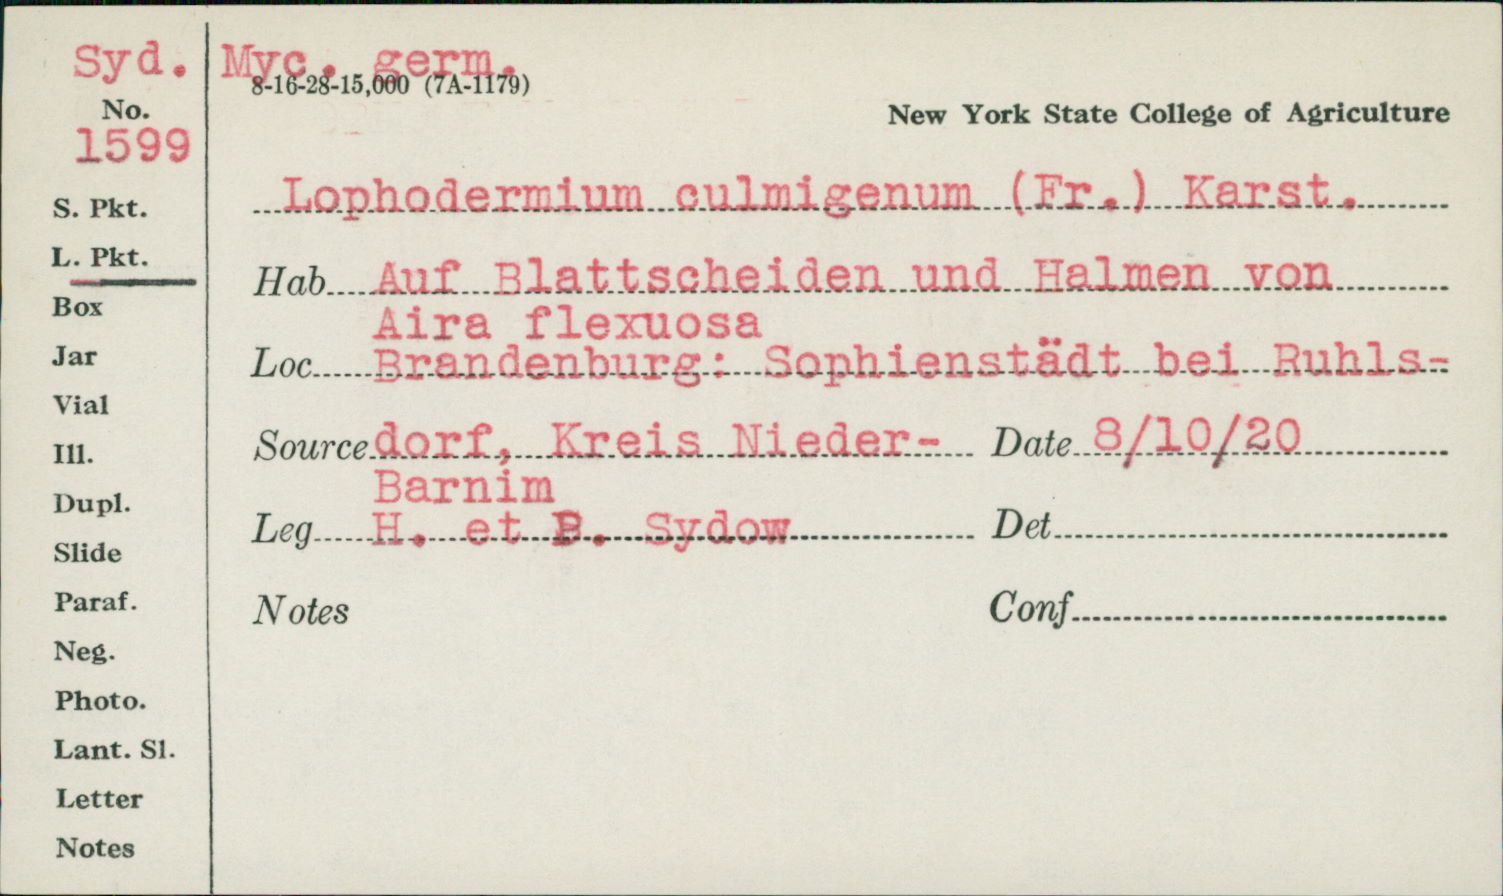 Syd. Myc. germ.
8-16-28-15,000 (7A-1179)
No.
New York State College of Agriculture
1599
Lophodermium culmigenum (Fr.) Karst.
S. Pkt.
L. Pkt.
Hab. Auf Blattscheiden und Halmen von
Aira flexuosa
Box
Loc. Brandenburg: Sophienstädt bei Ruhls-
Jar
Vial
Source dorf, Kreis Nieder- Date 8/10/20
Ill.
Barnim
Dupl.
Leg. H. et P. Sydow Det.
Slide
Paraf.
Notes Conf.
Neg.
Photo.
Lant. Sl.
Letter
Notes